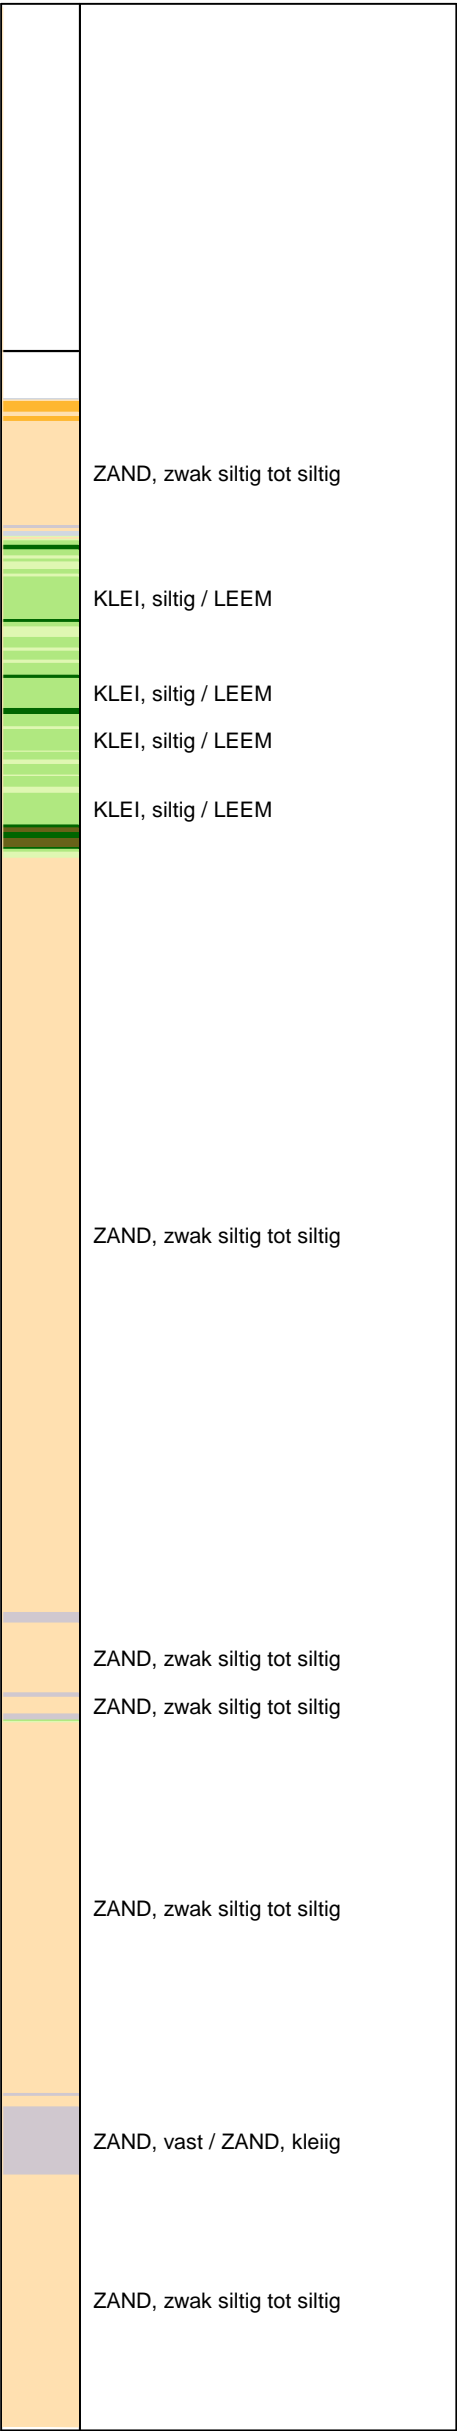 ZAND, zwak siltig tot siltig
KLEI, siltig / LEEM
KLEI, siltig / LEEM
KLEI, siltig / LEEM
KLEI, siltig / LEEM
ZAND, zwak siltig tot siltig
ZAND, zwak siltig tot siltig
ZAND, zwak siltig tot siltig
ZAND, zwak siltig tot siltig
ZAND, vast / ZAND, kleiig
ZAND, zwak siltig tot siltig